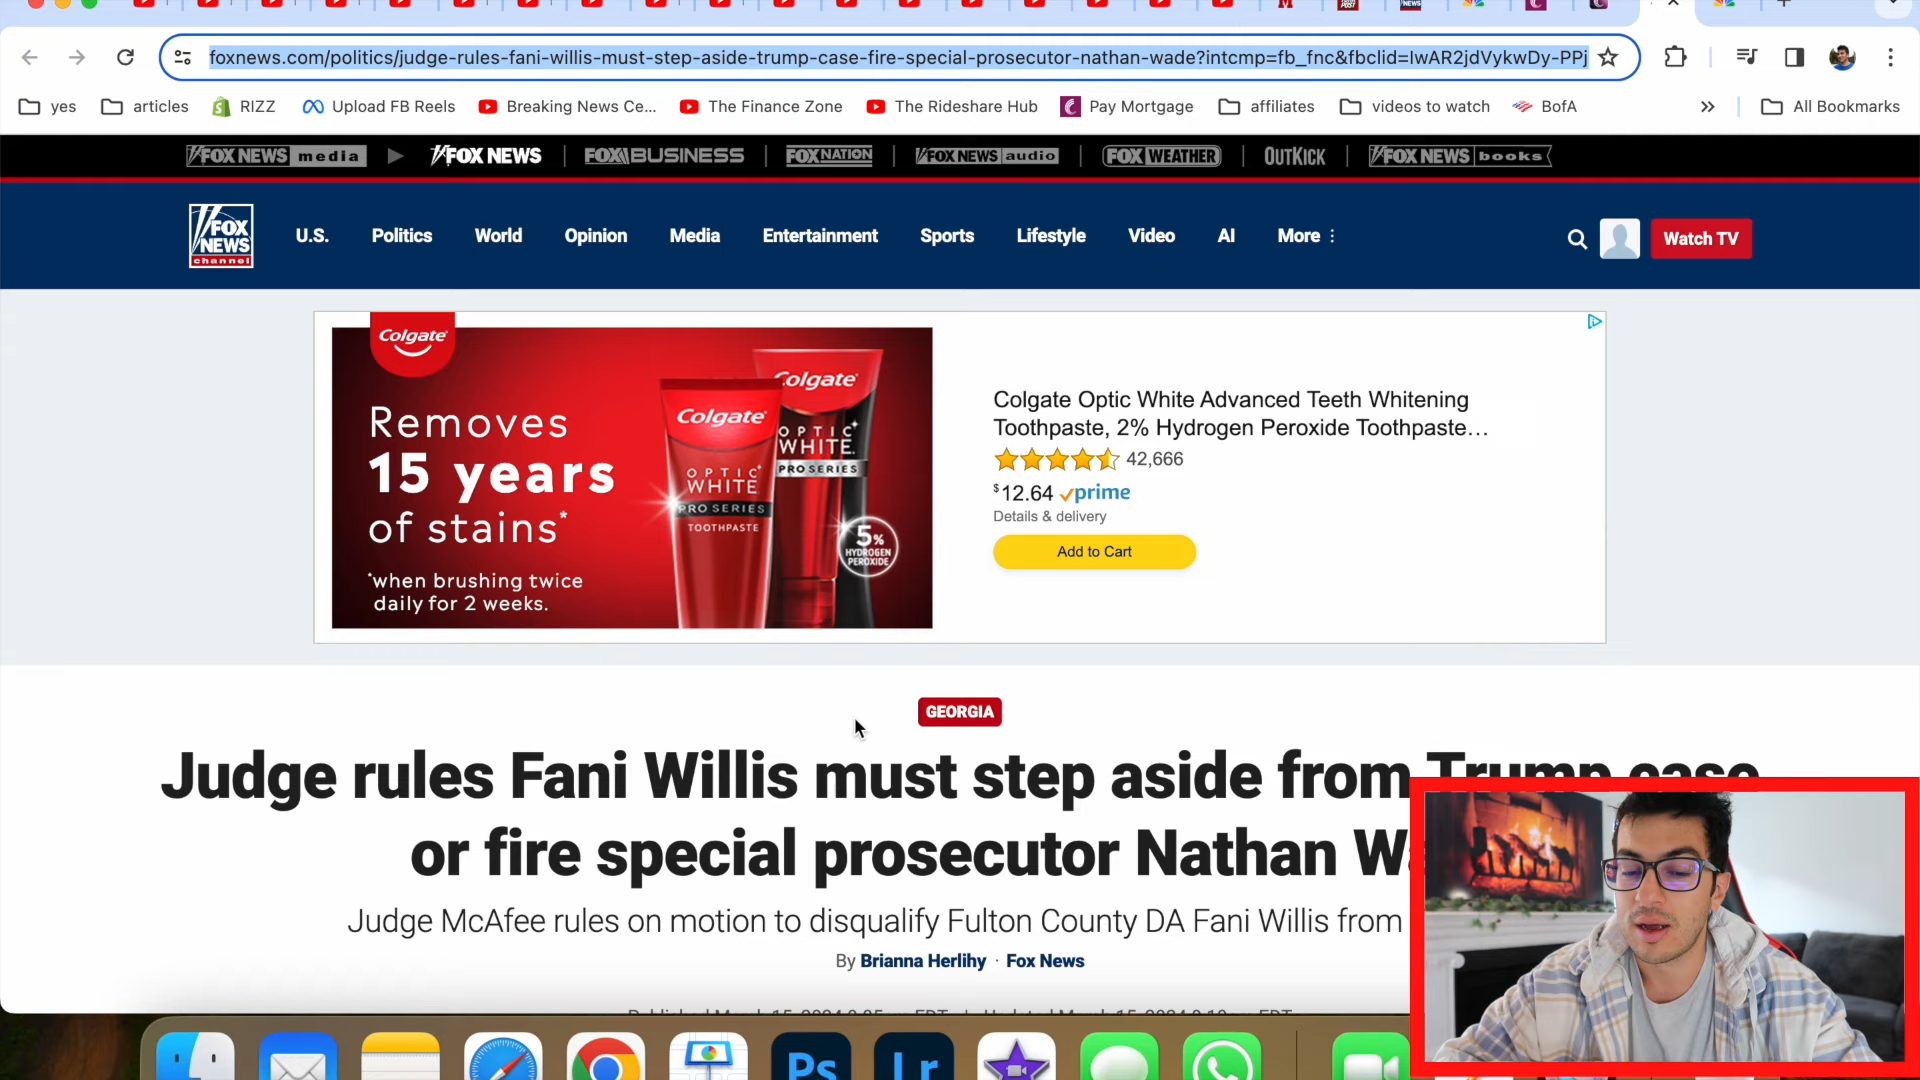 foxnews.com/politics/judge-rules-fani-willis-must-step-aside-trump-case-fire-special-prosecutor-nathan-wade?intcmp=fb_fnc&fbclid=IwAR2jdVykwDy-PPj
yes articles RIZZ Upload FB Reels Breaking News Ce... The Finance Zone The Rideshare Hub Pay Mortgage affiliates videos to watch BofA » All Bookmarks
FOX NEWS media FOX NEWS FOX BUSINESS FOX NATION FOX NEWS audio FOX WEATHER OUTKICK FOX NEWS books
FOX NEWS channel
U.S. Politics World Opinion Media Entertainment Sports Lifestyle Video AI More Watch TV
Colgate
Removes
15 years
of stains*
*when brushing twice
daily for 2 weeks.
Colgate
OPTIC
WHITE
PRO SERIES
TOOTHPASTE
Colgate
OPTIC
WHITE
PRO SERIES
5%
HYDROGEN
PEROXIDE
Colgate Optic White Advanced Teeth Whitening
Toothpaste, 2% Hydrogen Peroxide Toothpaste…
42,666
$12.64 prime
Details & delivery
Add to Cart
GEORGIA
Judge rules Fani Willis must step aside from Trump case
or fire special prosecutor Nathan
Judge McAfee rules on motion to disqualify Fulton County DA Fani Willis from
By Brianna Herlihy · Fox News
Ps Lr